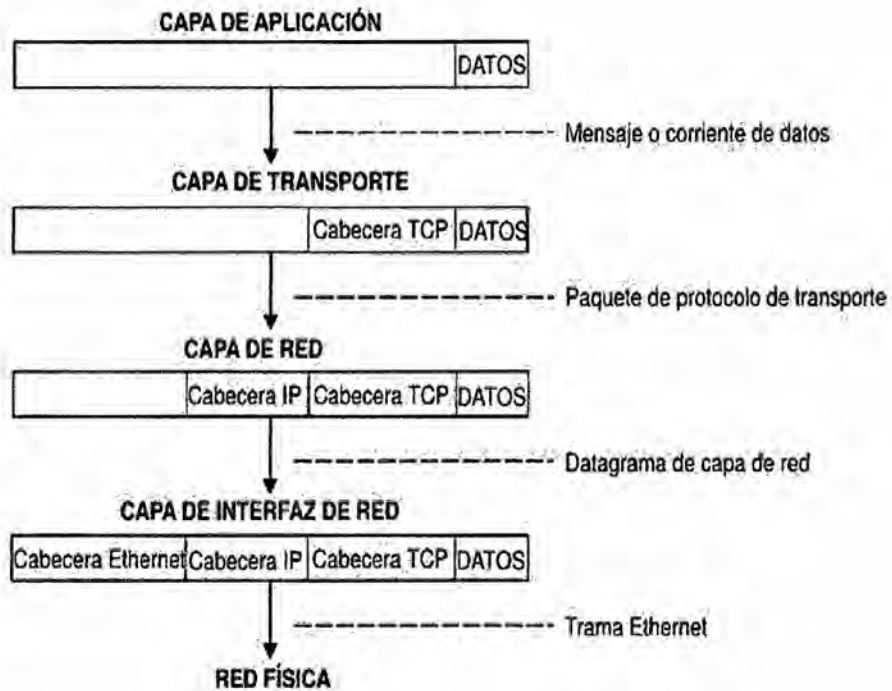 CAPA DE APLICACIÓN
DATOS
Mensaje o corriente de datos
CAPA DE TRANSPORTE
Cabecera TCP DATOS
Paquete de protocolo de transporte
CAPA DE RED
Cabecera IP Cabecera TCP DATOS
Datagrama de capa de red
CAPA DE INTERFAZ DE RED
Cabecera Ethernet Cabecera IP Cabecera TCP DATOS
Trama Ethernet
RED FÍSICA